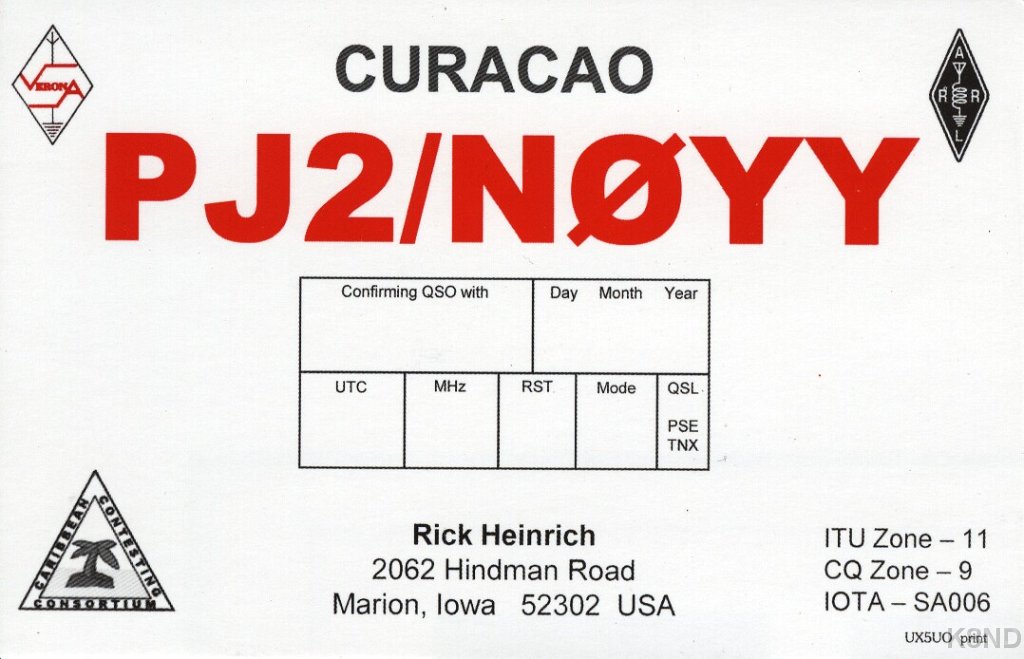 VERONA
CURACAO
A
R R
L
PJ2/NØYY
Confirming QSO with Day Month Year
UTC MHz RST Mode QSL
PSE
TNX
CARIBBEAN CONTESTING
CONSORTIUM
Rick Heinrich
2062 Hindman Road
Marion, Iowa 52302 USA
ITU Zone – 11
CQ Zone – 9
IOTA – SA006
UX5UO print
K8ND